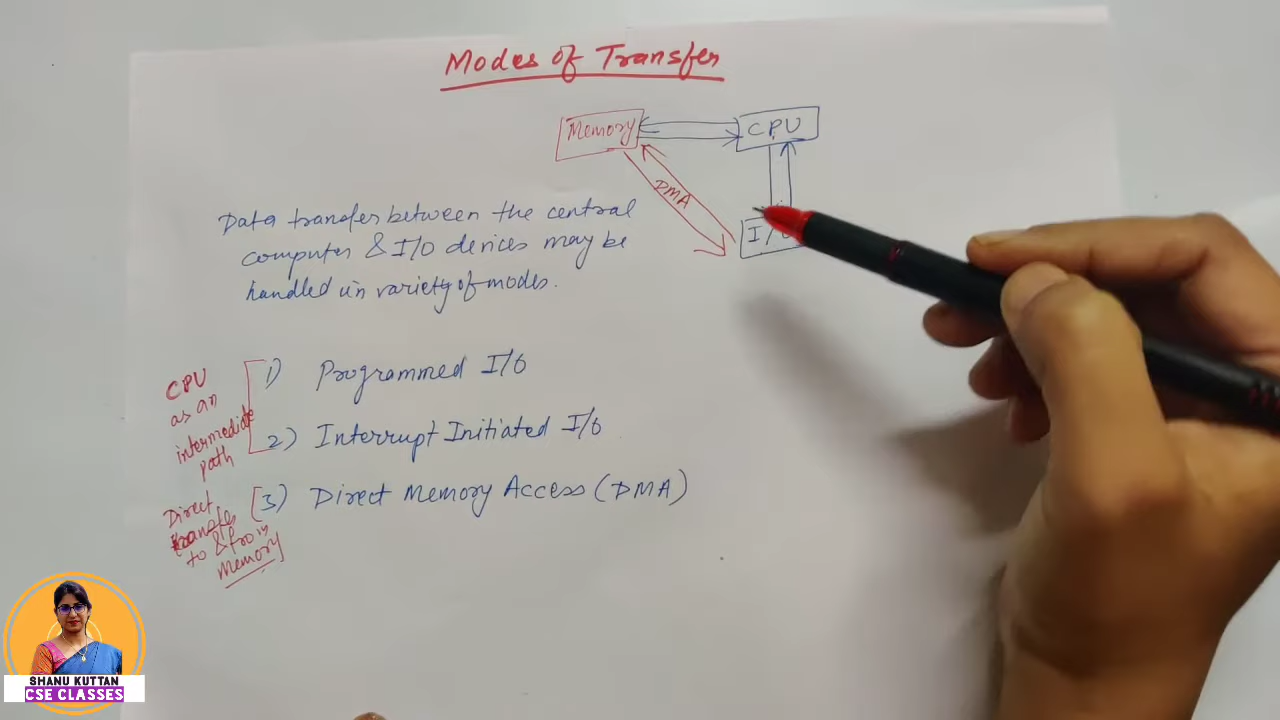 Modes of Transfer
Memory
CPU
DMA
I/O
Data transfer between the central
computer & I/O devices may be
handled in variety of modes.
CPU
as an
intermediate
path
1) Programmed I/O
2) Interrupt Initiated I/O
Direct
transfer
to & from
Memory
3) Direct Memory Access (DMA)
SHANU KUTTAN
CSE CLASSES